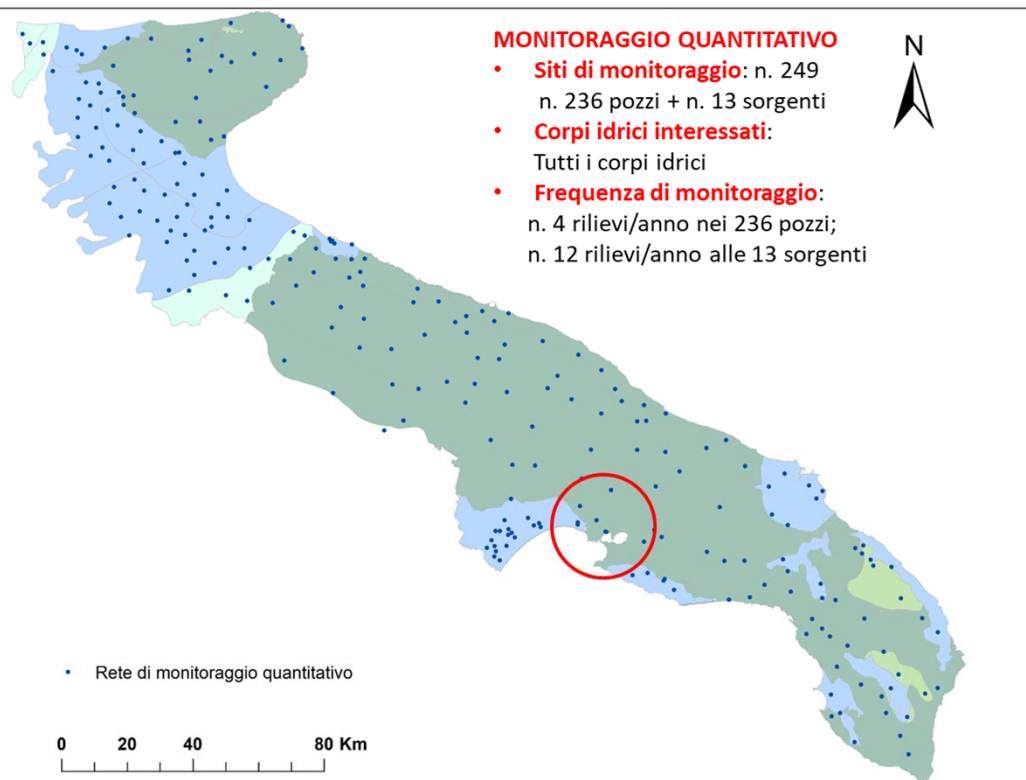 MONITORAGGIO QUANTITATIVO
• Siti di monitoraggio: n. 249
n. 236 pozzi + n. 13 sorgenti
• Corpi idrici interessati:
Tutti i corpi idrici
• Frequenza di monitoraggio:
n. 4 rilievi/anno nei 236 pozzi;
n. 12 rilievi/anno alle 13 sorgenti
N
Rete di monitoraggio quantitativo
0 20 40 80 Km